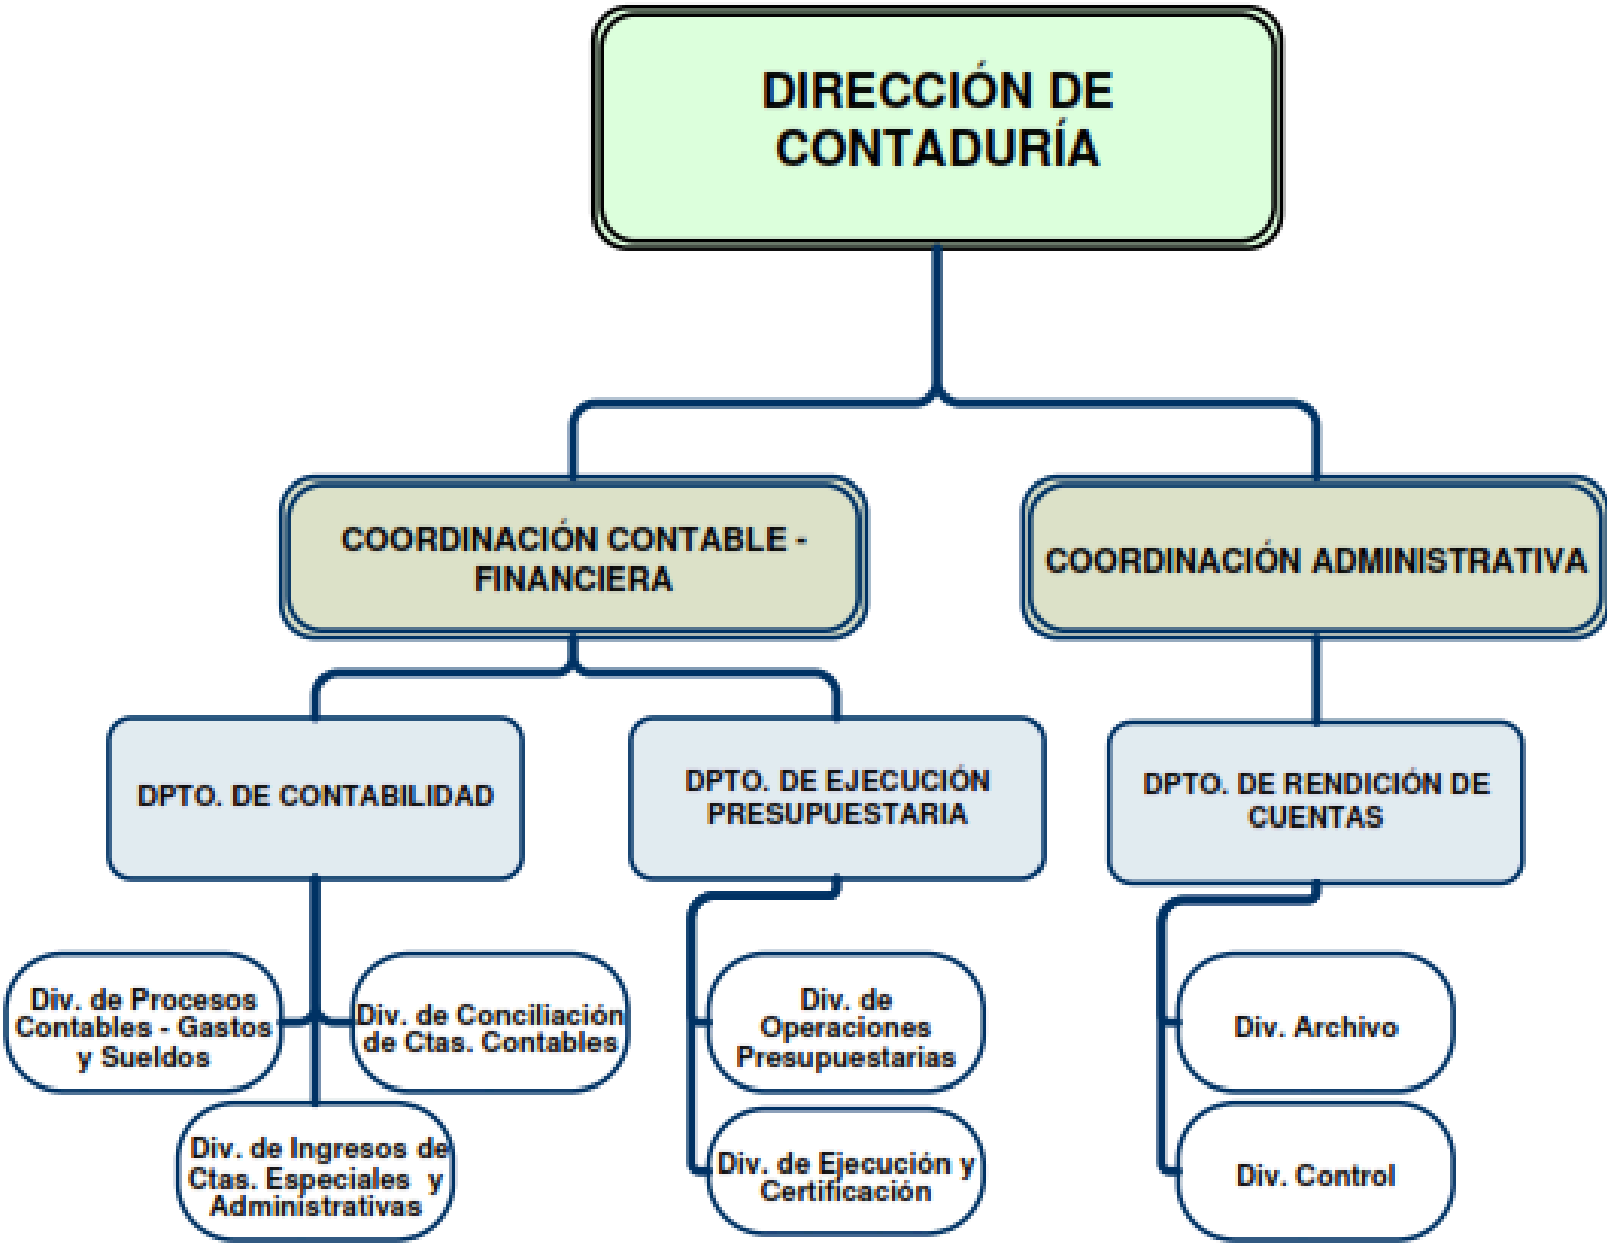 DIRECCIÓN DE
CONTADURÍA
COORDINACIÓN CONTABLE -
FINANCIERA
COORDINACIÓN ADMINISTRATIVA
DPTO. DE CONTABILIDAD
DPTO. DE EJECUCIÓN
PRESUPUESTARIA
DPTO. DE RENDICIÓN DE
CUENTAS
Div. de Procesos
Contables - Gastos
y Sueldos
Div. de Conciliación
de Ctas. Contables
Div. de Ingresos de
Ctas. Especiales y
Administrativas
Div. de
Operaciones
Presupuestarias
Div. de Ejecución y
Certificación
Div. Archivo
Div. Control